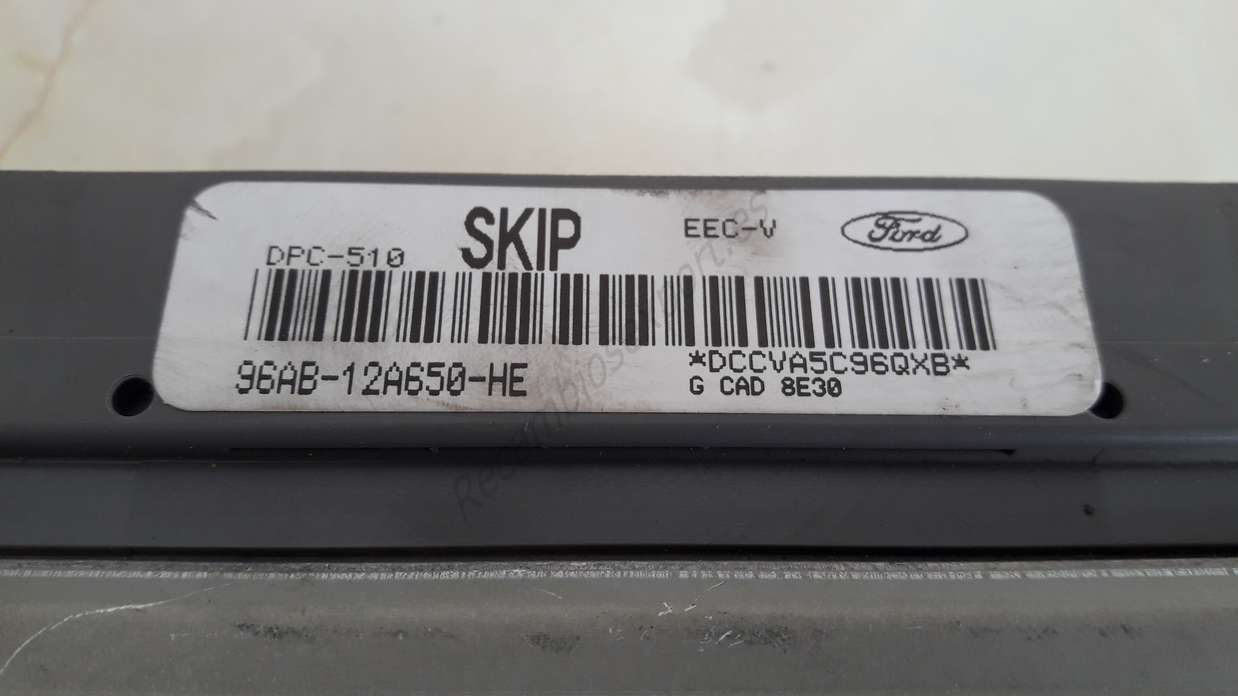 SKIP
EEC-V
Ford
DPC-510
96AB-12A650-HE
*DCCVA5C96QXB*
G CAD 8E30